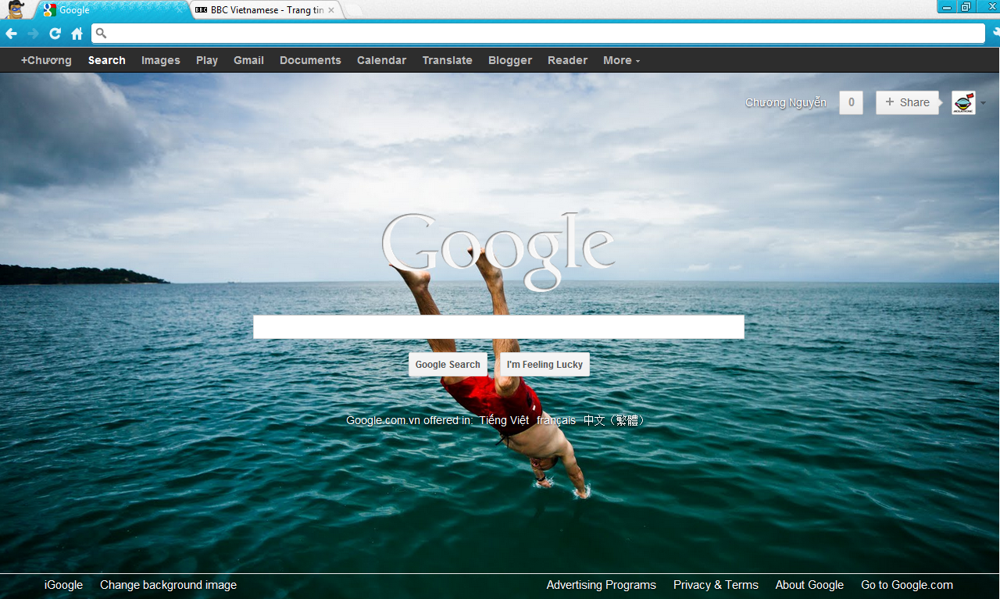 Google
BBC Vietnamese - Trang tin
+Chương Search Images Play Gmail Documents Calendar Translate Blogger Reader More
Chương Nguyễn 0 + Share
Google
Google Search I'm Feeling Lucky
Google.com.vn offered in: Tiếng Việt français 中文（繁體）
iGoogle Change background image Advertising Programs Privacy & Terms About Google Go to Google.com